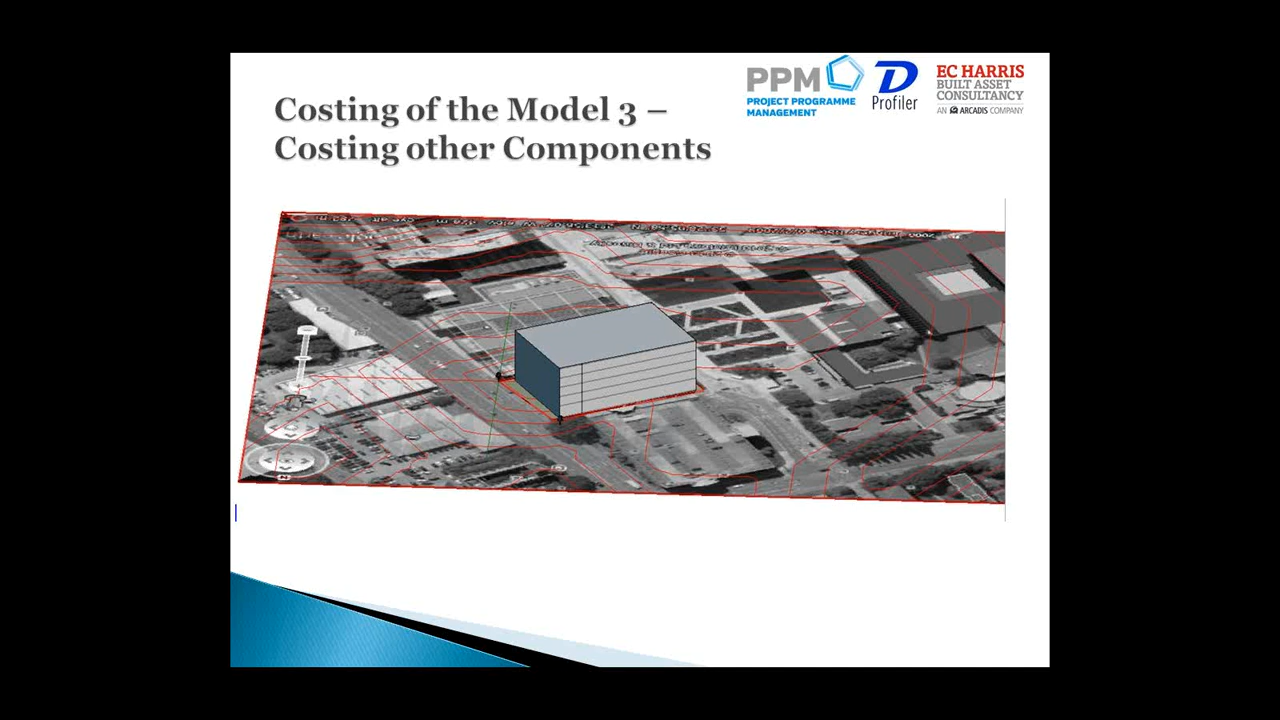 Costing of the Model 3 –
Costing other Components
PPM
PROJECT PROGRAMME
MANAGEMENT
D
Profiler
EC HARRIS
BUILT ASSET
CONSULTANCY
AN ARCADIS COMPANY